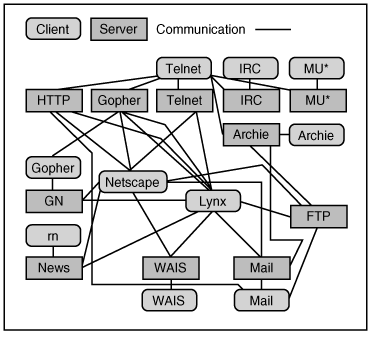 Client Server Communication
Telnet IRC MU*
HTTP Gopher Telnet IRC MU*
Archie Archie
Gopher
Netscape
GN Lynx
FTP
rn
News WAIS Mail
WAIS Mail